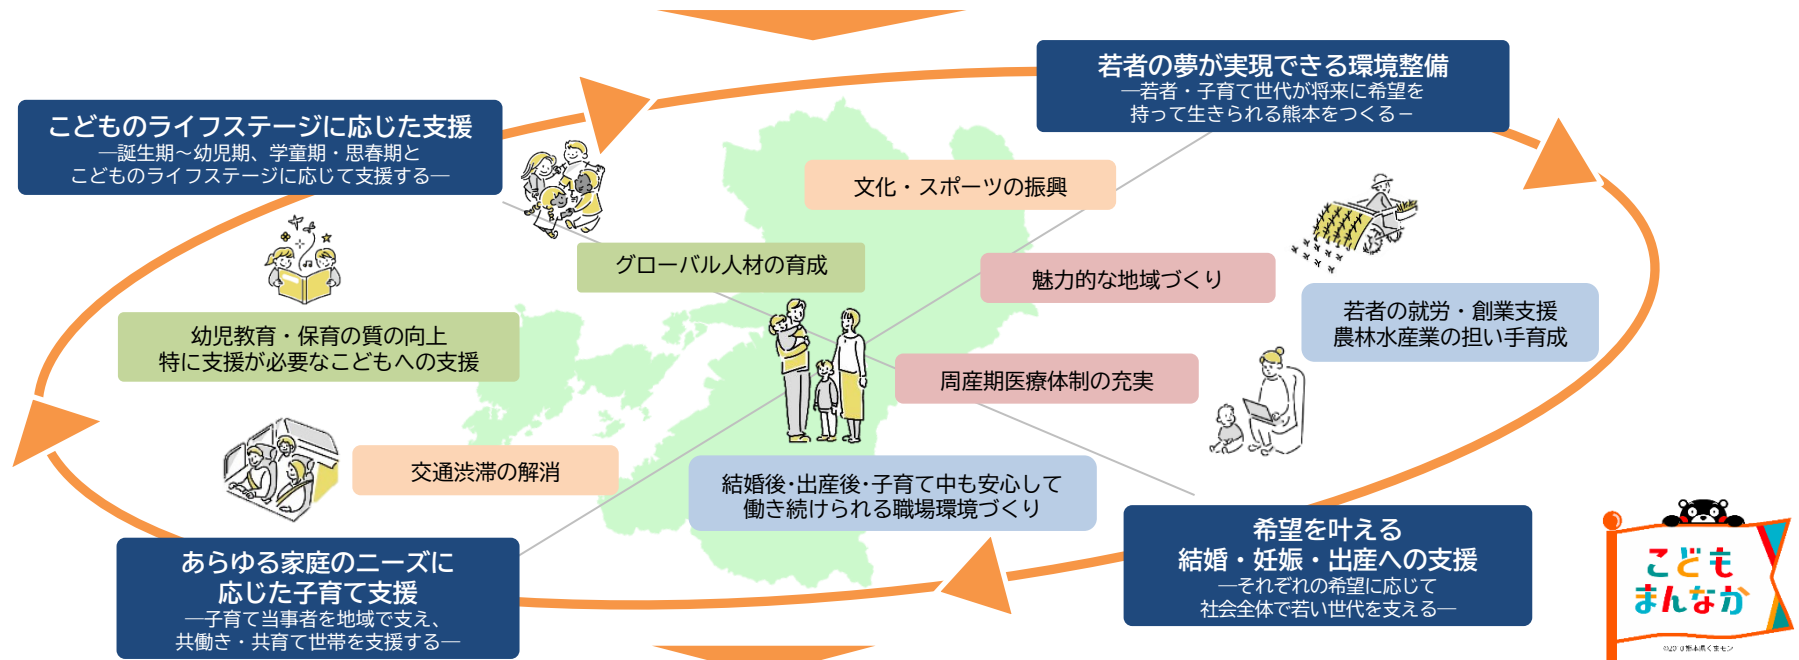 若者の夢が実現できる環境整備
―若者・子育て世代が将来に希望を
持って生きられる熊本をつくる－
こどものライフステージに応じた支援
―誕生期～幼児期、学童期・思春期と
こどものライフステージに応じて支援する―
文化・スポーツの振興
グローバル人材の育成
魅力的な地域づくり
若者の就労・創業支援
農林水産業の担い手育成
幼児教育・保育の質の向上
特に支援が必要なこどもへの支援
周産期医療体制の充実
交通渋滞の解消
結婚後・出産後・子育て中も安心して
働き続けられる職場環境づくり
希望を叶える
結婚・妊娠・出産への支援
―それぞれの希望に応じて
社会全体で若い世代を支える―
あらゆる家庭のニーズに
応じた子育て支援
―子育て当事者を地域で支え、
共働き・共育て世帯を支援する―
こども
まんなか
©2010熊本県くまモン